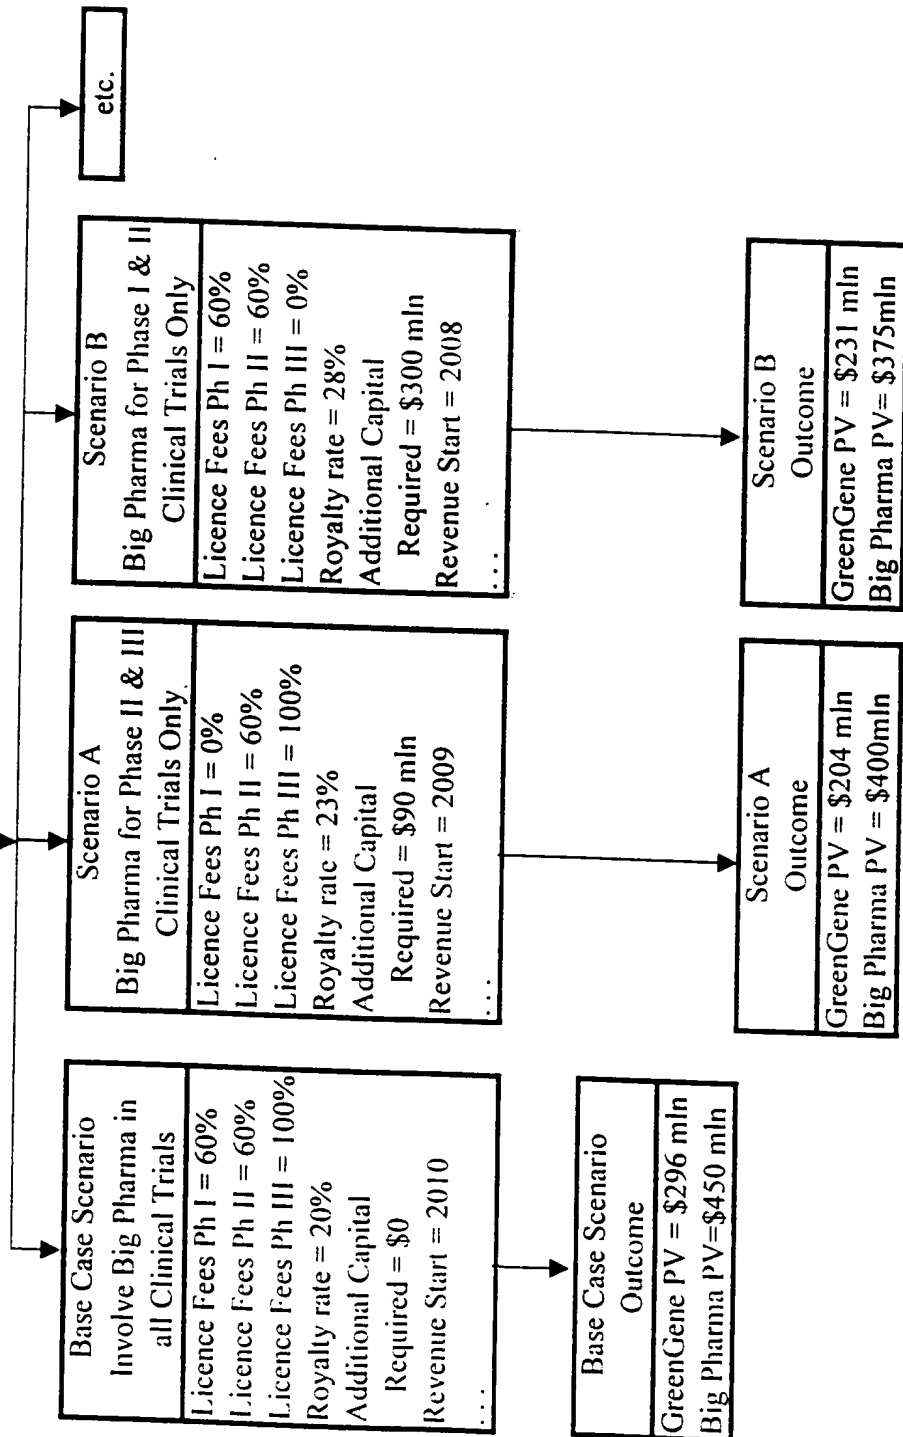 Base Case Scenario
Involve Big Pharma in
all Clinical Trials
Licence Fees Ph I = 60%
Licence Fees Ph II = 60%
Licence Fees Ph III = 100%
Royalty rate = 20%
Additional Capital
Required = $0
Revenue Start = 2010
...
Base Case Scenario
Outcome
GreenGene PV = $296 mln
Big Pharma PV=$450 mln
Scenario A
Big Pharma for Phase II & III
Clinical Trials Only
Licence Fees Ph I = 0%
Licence Fees Ph II = 60%
Licence Fees Ph III = 100%
Royalty rate = 23%
Additional Capital
Required = $90 mln
Revenue Start = 2009
...
Scenario A
Outcome
GreenGene PV = $204 mln
Big Pharma PV = $400mln
Scenario B
Big Pharma for Phase I & II
Clinical Trials Only
Licence Fees Ph I = 60%
Licence Fees Ph II = 60%
Licence Fees Ph III = 0%
Royalty rate = 28%
Additional Capital
Required = $300 mln
Revenue Start = 2008
...
Scenario B
Outcome
GreenGene PV = $231 mln
Big Pharma PV= $375mln
etc.